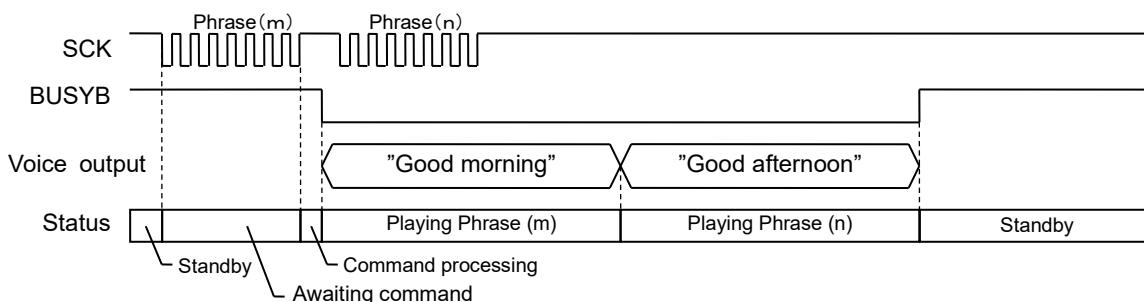 Phrase(m) Phrase(n)
SCK
BUSYB
Voice output ”Good morning” ”Good afternoon”
Status Playing Phrase (m) Playing Phrase (n) Standby
Standby Command processing
Awaiting command